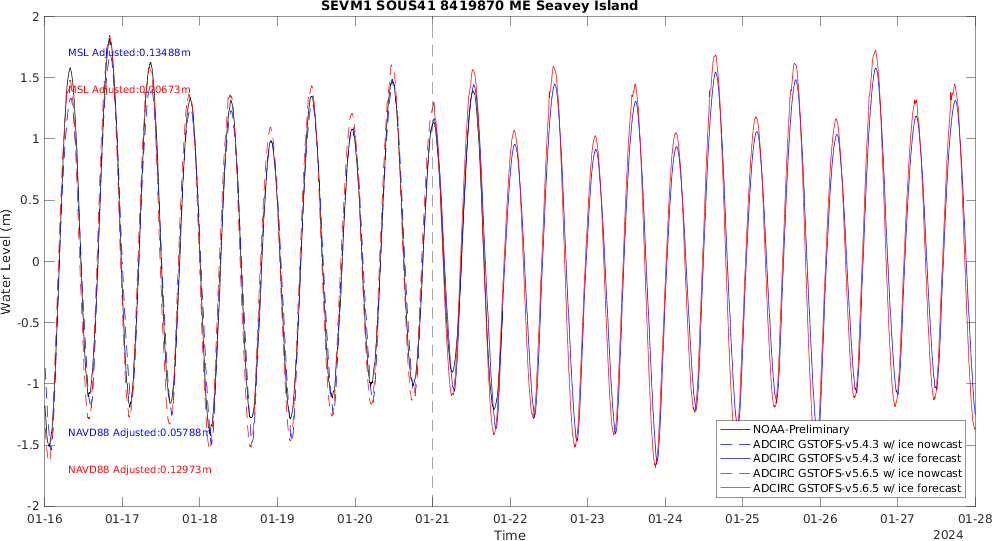 SEVM1 SOUS41 8419870 ME Seavey Island
2
1.5
1
0.5
0
-0.5
-1
-1.5
-2
Water Level (m)
MSL Adjusted:0.13488m
MSL Adjusted:0.20673m
NAVD88 Adjusted:0.05788m
NAVD88 Adjusted:0.12973m
NOAA-Preliminary
ADCIRC GSTOFS-v5.4.3 w/ ice nowcast
ADCIRC GSTOFS-v5.4.3 w/ ice forecast
ADCIRC GSTOFS-v5.6.5 w/ ice nowcast
ADCIRC GSTOFS-v5.6.5 w/ ice forecast
01-16 01-17 01-18 01-19 01-20 01-21 01-22 01-23 01-24 01-25 01-26 01-27 01-28
Time
2024